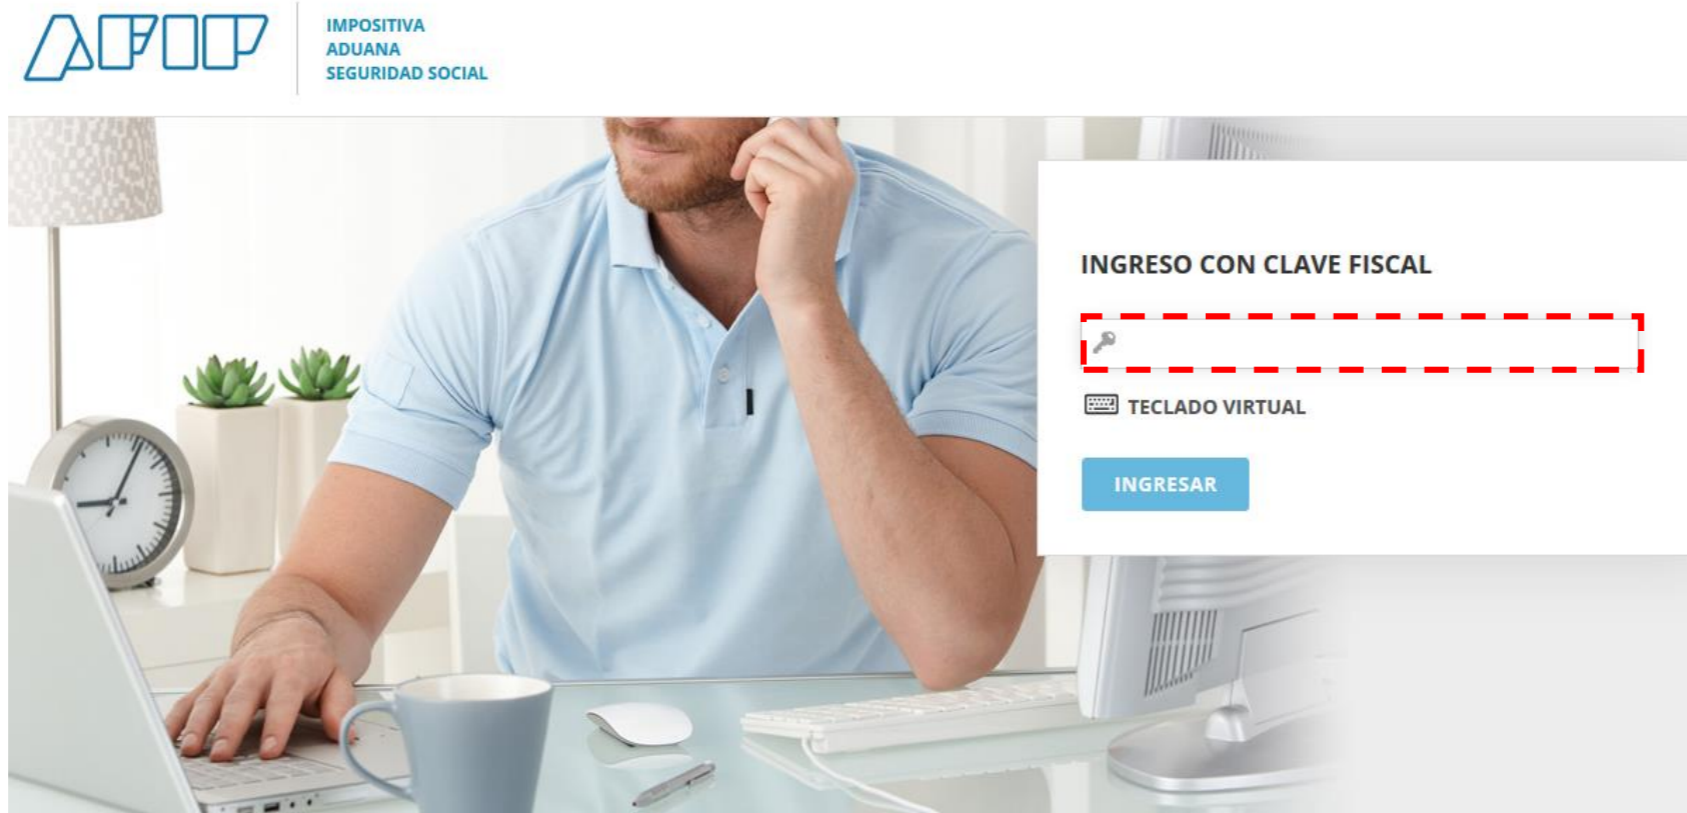 AFIP
IMPOSITIVA
ADUANA
SEGURIDAD SOCIAL
INGRESO CON CLAVE FISCAL
TECLADO VIRTUAL
INGRESAR